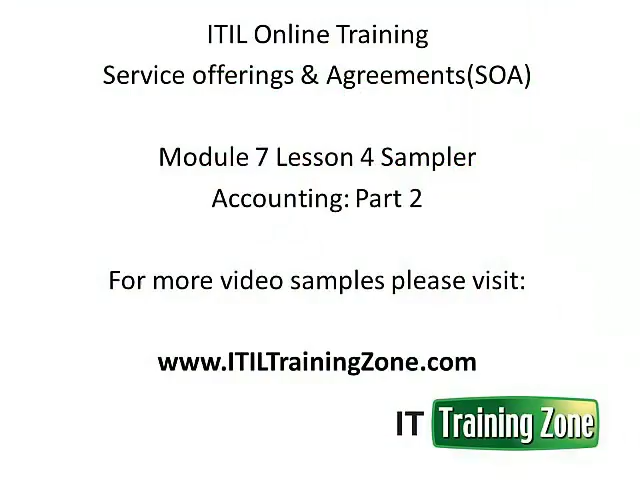 ITIL Online Training
Service offerings & Agreements(SOA)
Module 7 Lesson 4 Sampler
Accounting: Part 2
For more video samples please visit:
www.ITILTrainingZone.com
IT Training Zone